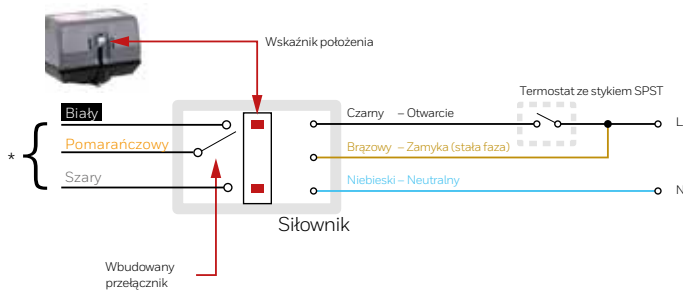 Wskaźnik położenia
Termostat ze stykiem SPST
Biały
Czarny – Otwarcie
L
*
Pomarańczowy
Brązowy – Zamyka (stała faza)
Szary
Niebieski – Neutralny
N
Siłownik
Wbudowany
przełącznik